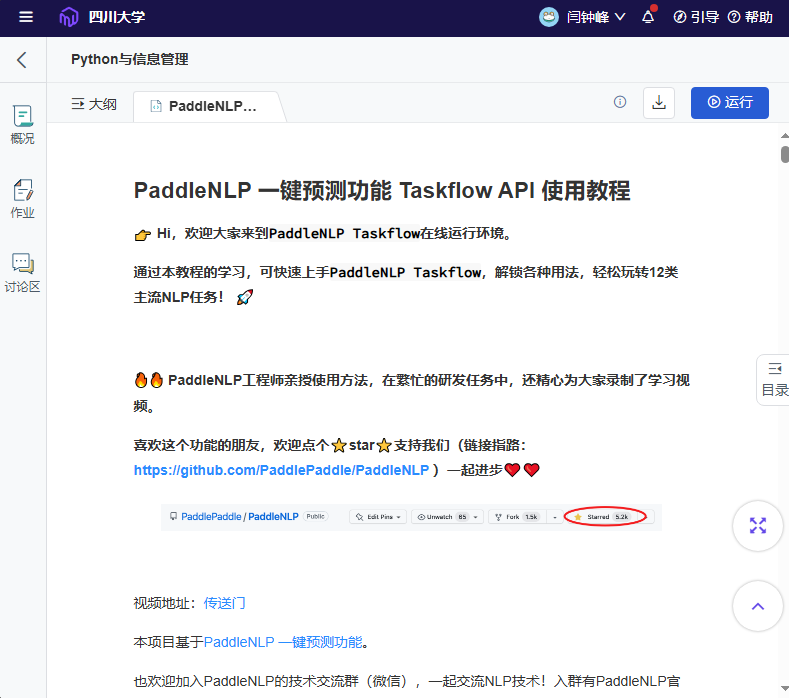 四川大学
闫钟峰
引导
帮助
Python与信息管理
大纲
PaddleNLP...
运行
概况
作业
讨论区
PaddleNLP 一键预测功能 Taskflow API 使用教程
👉 Hi，欢迎大家来到PaddleNLP Taskflow在线运行环境。
通过本教程的学习，可快速上手PaddleNLP Taskflow，解锁各种用法，轻松玩转12类
主流NLP任务！🚀
🔥🔥 PaddleNLP工程师亲授使用方法，在繁忙的研发任务中，还精心为大家录制了学习视
频。
喜欢这个功能的朋友，欢迎点个⭐star⭐支持我们（链接指路：
https://github.com/PaddlePaddle/PaddleNLP ）一起进步❤️❤️
PaddlePaddle / PaddleNLP Public Edit Pins Unwatch 65 Fork 1.5k Starred 5.2k
视频地址：传送门
本项目基于PaddleNLP 一键预测功能。
也欢迎加入PaddleNLP的技术交流群（微信），一起交流NLP技术！入群有PaddleNLP官
目录